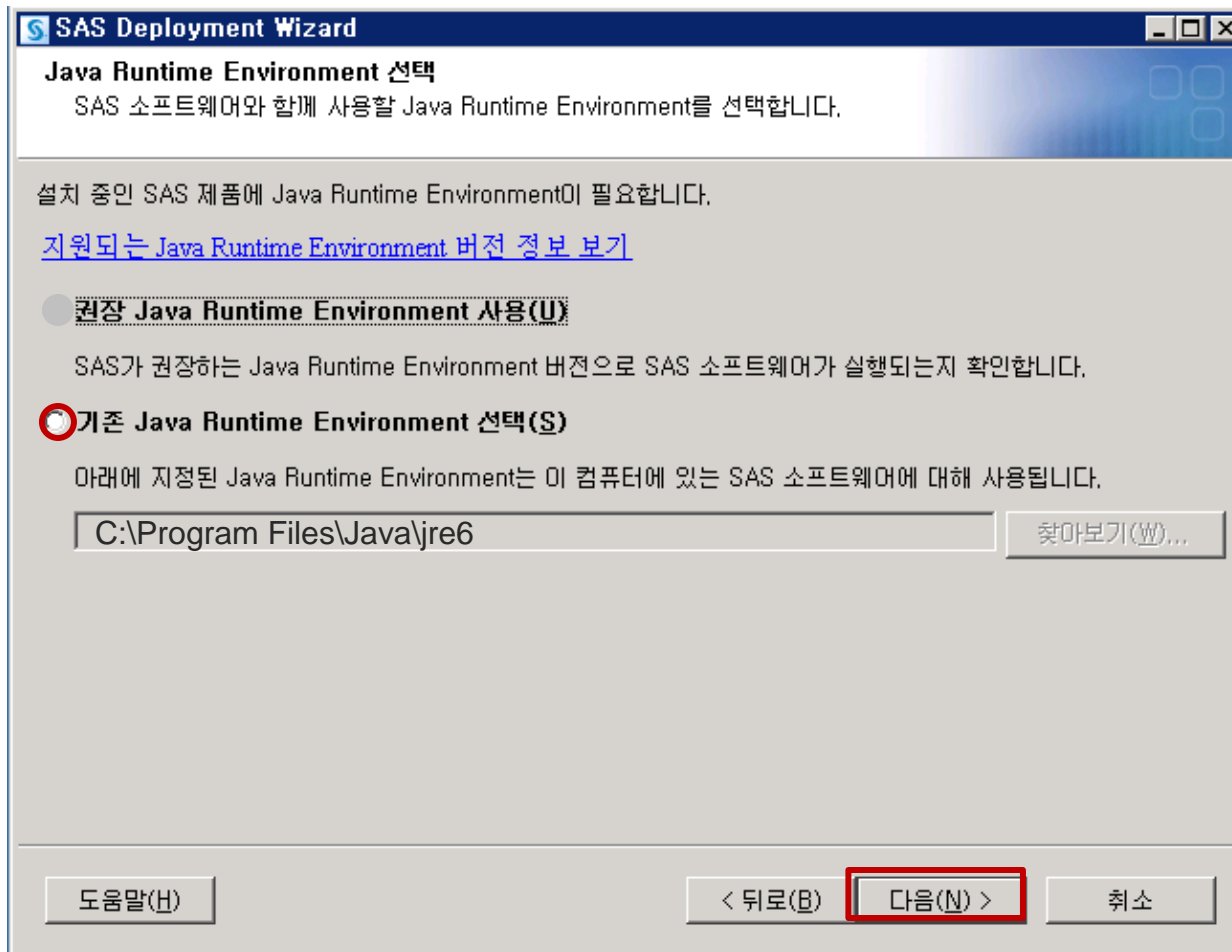 SAS Deployment Wizard
Java Runtime Environment 선택
SAS 소프트웨어와 함께 사용할 Java Runtime Environment를 선택합니다.
설치 중인 SAS 제품에 Java Runtime Environment이 필요합니다.
지원되는 Java Runtime Environment 버전 정보 보기
권장 Java Runtime Environment 사용(U)
SAS가 권장하는 Java Runtime Environment 버전으로 SAS 소프트웨어가 실행되는지 확인합니다.
기존 Java Runtime Environment 선택(S)
아래에 지정된 Java Runtime Environment는 이 컴퓨터에 있는 SAS 소프트웨어에 대해 사용됩니다.
C:\Program Files\Java\jre6 찾아보기(W)...
도움말(H) < 뒤로(B) 다음(N) > 취소